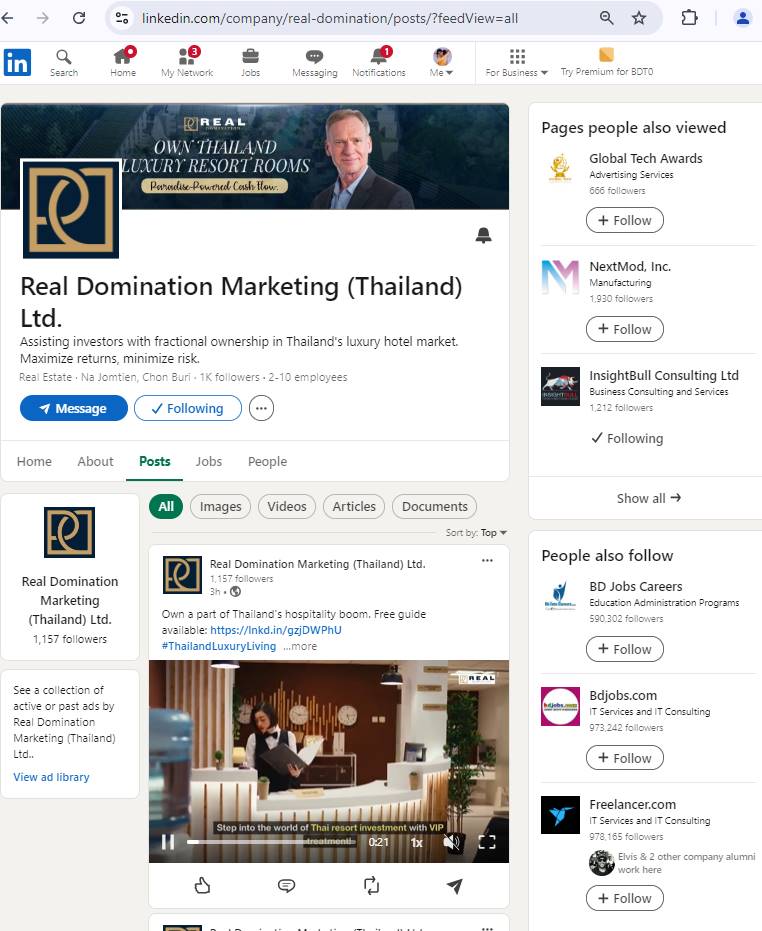 linkedin.com/company/real-domination/posts/?feedView=all
in
3
1
Search
Home
My Network
Jobs
Messaging
Notifications
Me
For Business
Try Premium for BDT0
REAL
DOMINATION
OWN THAILAND
LUXURY RESORT ROOMS
Paradise-Powered Cash Flow.
Real Domination Marketing (Thailand)
Ltd.
Assisting investors with fractional ownership in Thailand's luxury hotel market.
Maximize returns, minimize risk.
Real Estate · Na Jomtien, Chon Buri · 1K followers · 2-10 employees
Message
Following
Home
About
Posts
Jobs
People
Real Domination
Marketing
(Thailand) Ltd.
1,157 followers
See a collection of
active or past ads by
Real Domination
Marketing (Thailand)
Ltd..
View ad library
All
Images
Videos
Articles
Documents
Sort by: Top
Real Domination Marketing (Thailand) Ltd.
1,157 followers
3h •
Own a part of Thailand's hospitality boom. Free guide
available: https://lnkd.in/gzjDWPhU
#ThailandLuxuryLiving ...more
REAL
Step into the world of Thai resort investment with VIP
treatment!
0:21
1x
Pages people also viewed
Global Tech Awards
Advertising Services
666 followers
+ Follow
NextMod, Inc.
Manufacturing
1,930 followers
+ Follow
InsightBull Consulting Ltd
Business Consulting and Services
1,212 followers
Following
Show all →
People also follow
BD Jobs Careers
Education Administration Programs
590,302 followers
+ Follow
bdjobs.com
Bdjobs.com
IT Services and IT Consulting
973,242 followers
+ Follow
Freelancer.com
IT Services and IT Consulting
978,165 followers
Elvis & 2 other company alumni
work here
+ Follow